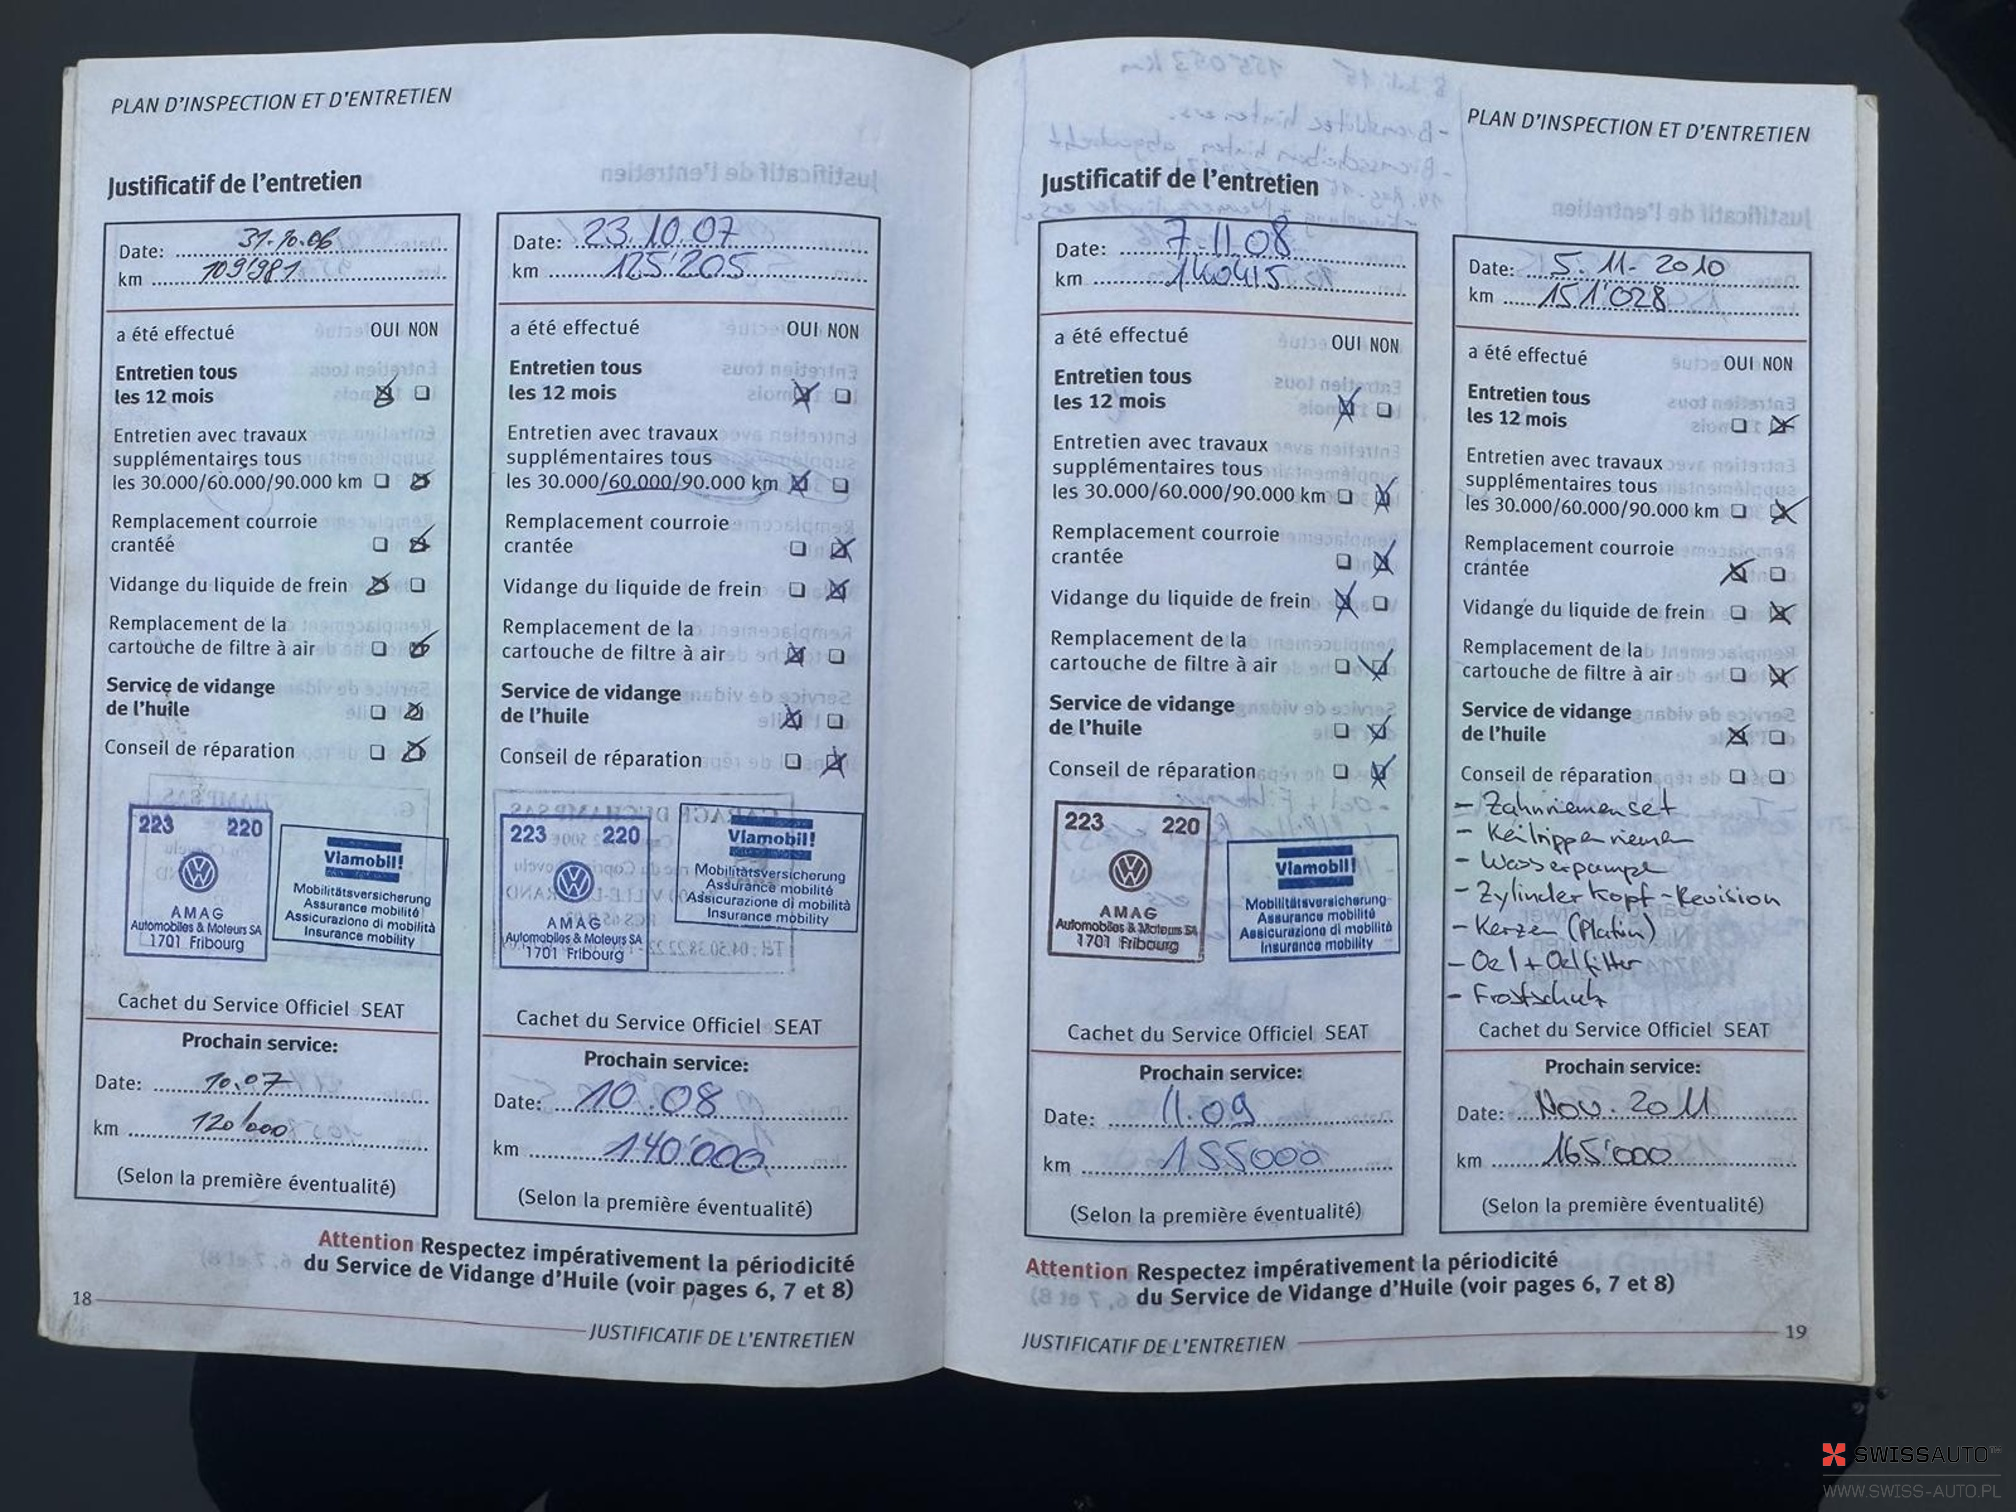 PLAN D'INSPECTION ET D'ENTRETIEN
Justificatif de l'entretien
Date: 31.10.06
km 109'981
a été effectué OUI NON
Entretien tous
les 12 mois
Entretien avec travaux
supplémentaires tous
les 30.000/60.000/90.000 km
Remplacement courroie
crantéé
Vidange du liquide de frein
Remplacement de la
cartouche de filtre à air
Service de vidange
de l'huile
Conseil de réparation
223 220
AMAG
Automobiles & Moteurs SA
1701 Fribourg
Viamobil!
Mobilitätsversicherung
Assurance mobilité
Assicurazione di mobilità
Insurance mobility
Cachet du Service Officiel SEAT
Prochain service:
Date: 10.07
km 120'000
(Selon la première éventualité)
Date: 23.10.07
km 125'205
a été effectué OUI NON
Entretien tous
les 12 mois
Entretien avec travaux
supplémentaires tous
les 30.000/60.000/90.000 km
Remplacement courroie
crantée
Vidange du liquide de frein
Remplacement de la
cartouche de filtre à air
Service de vidange
de l'huile
Conseil de réparation
223 220
AMAG
Automobiles & Moteurs SA
1701 Fribourg
Viamobil!
Mobilitätsversicherung
Assurance mobilité
Assicurazione di mobilità
Insurance mobility
Cachet du Service Officiel SEAT
Prochain service:
Date: 10.08
km 140'000
(Selon la première éventualité)
Attention Respectez impérativement la périodicité
du Service de Vidange d'Huile (voir pages 6, 7 et 8)
18
JUSTIFICATIF DE L'ENTRETIEN
PLAN D'INSPECTION ET D'ENTRETIEN
Justificatif de l'entretien
Date: 7.11.08
km 140415
a été effectué OUI NON
Entretien tous
les 12 mois
Entretien avec travaux
supplémentaires tous
les 30.000/60.000/90.000 km
Remplacement courroie
crantée
Vidange du liquide de frein
Remplacement de la
cartouche de filtre à air
Service de vidange
de l'huile
Conseil de réparation
223 220
AMAG
Automobiles & Moteurs SA
1701 Fribourg
Viamobil!
Mobilitätsversicherung
Assurance mobilité
Assicurazione di mobilità
Insurance mobility
Cachet du Service Officiel SEAT
Prochain service:
Date: 11.09
km 155000
(Selon la première éventualité)
Date: 5.11.2010
km 151'028
a été effectué OUI NON
Entretien tous
les 12 mois
Entretien avec travaux
supplémentaires tous
les 30.000/60.000/90.000 km
Remplacement courroie
crantée
Vidange du liquide de frein
Remplacement de la
cartouche de filtre à air
Service de vidange
de l'huile
Conseil de réparation
- Zahnriemenset
- Keilrippenriemen
- Wasserpumpe
- Zylinderkopf-Revision
- Kerzen (Platin)
- Oel + Oelfilter
- Frostschutz
Cachet du Service Officiel SEAT
Prochain service:
Date: Nov. 2011
km 165'000
(Selon la première éventualité)
Attention Respectez impérativement la périodicité
du Service de Vidange d'Huile (voir pages 6, 7 et 8)
JUSTIFICATIF DE L'ENTRETIEN
19
SWISSAUTO
WWW.SWISS-AUTO.PL